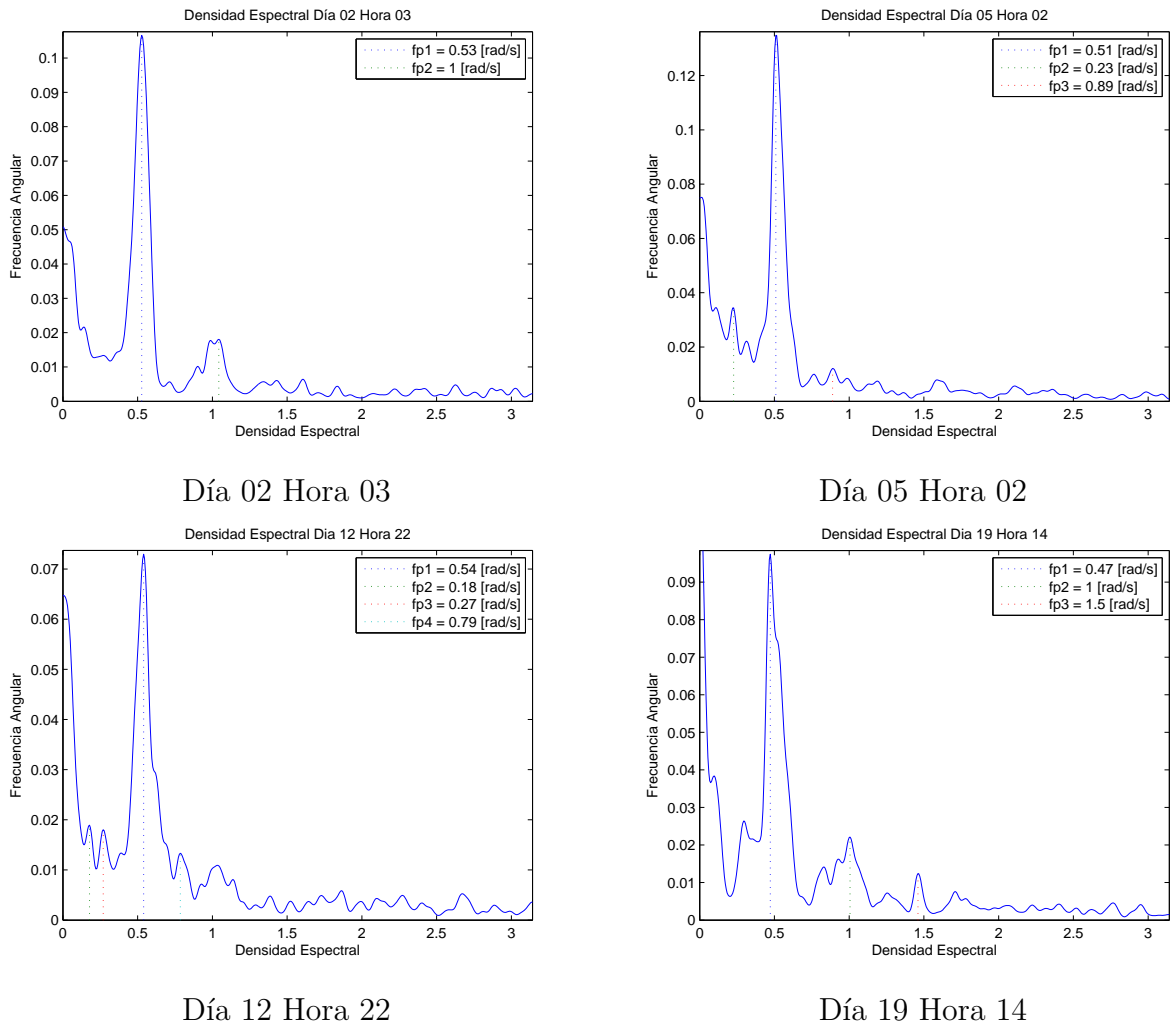 Densidad Espectral Día 02 Hora 03
fp1 = 0.53 [rad/s]
fp2 = 1 [rad/s]
Frecuencia Angular
0.1
0.09
0.08
0.07
0.06
0.05
0.04
0.03
0.02
0.01
0
0 0.5 1 1.5 2 2.5 3
Densidad Espectral
Día 02 Hora 03
Densidad Espectral Día 05 Hora 02
fp1 = 0.51 [rad/s]
fp2 = 0.23 [rad/s]
fp3 = 0.89 [rad/s]
Frecuencia Angular
0.12
0.1
0.08
0.06
0.04
0.02
0
0 0.5 1 1.5 2 2.5 3
Densidad Espectral
Día 05 Hora 02
Densidad Espectral Día 12 Hora 22
fp1 = 0.54 [rad/s]
fp2 = 0.18 [rad/s]
fp3 = 0.27 [rad/s]
fp4 = 0.79 [rad/s]
Frecuencia Angular
0.07
0.06
0.05
0.04
0.03
0.02
0.01
0
0 0.5 1 1.5 2 2.5 3
Densidad Espectral
Día 12 Hora 22
Densidad Espectral Día 19 Hora 14
fp1 = 0.47 [rad/s]
fp2 = 1 [rad/s]
fp3 = 1.5 [rad/s]
Frecuencia Angular
0.09
0.08
0.07
0.06
0.05
0.04
0.03
0.02
0.01
0
0 0.5 1 1.5 2 2.5 3
Densidad Espectral
Día 19 Hora 14